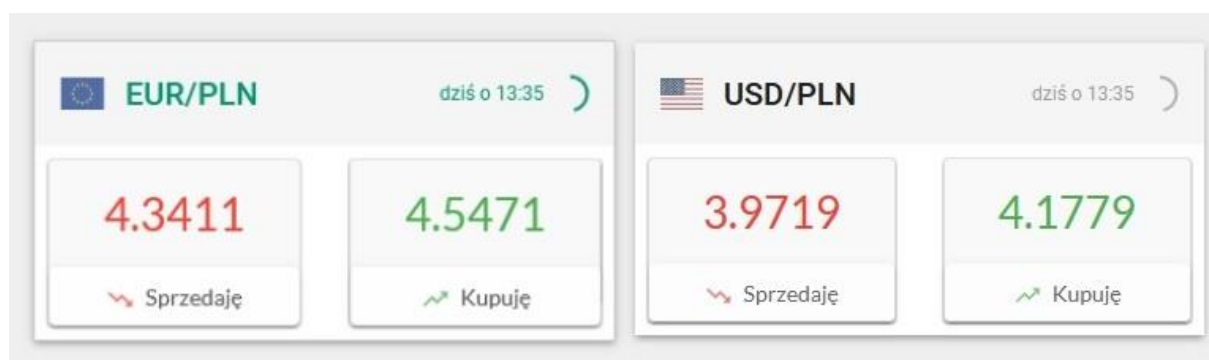 EUR/PLN dziś o 13:35
4.3411 4.5471
Sprzedaję Kupuję
USD/PLN dziś o 13:35
3.9719 4.1779
Sprzedaję Kupuję